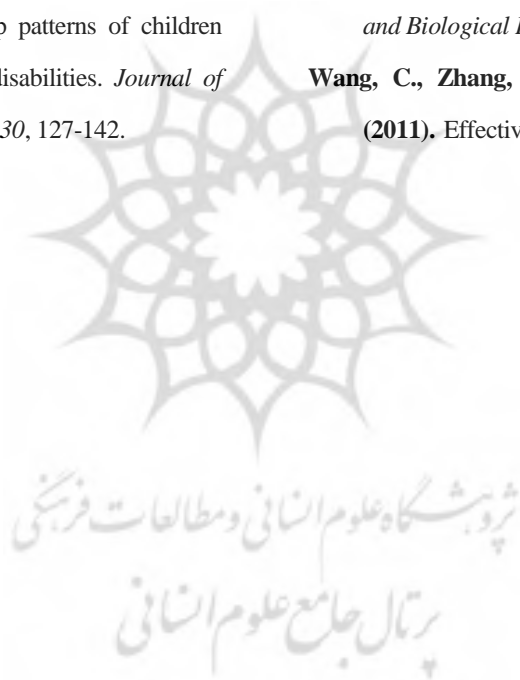 p patterns of children
disabilities. Journal of
30, 127-142.
and Biological
Wang, C., Zhang,
(2011). Effectiv
پژوهشگاه علوم انسانی و مطالعات فرهنگی
پرتال جامع علوم انسانی